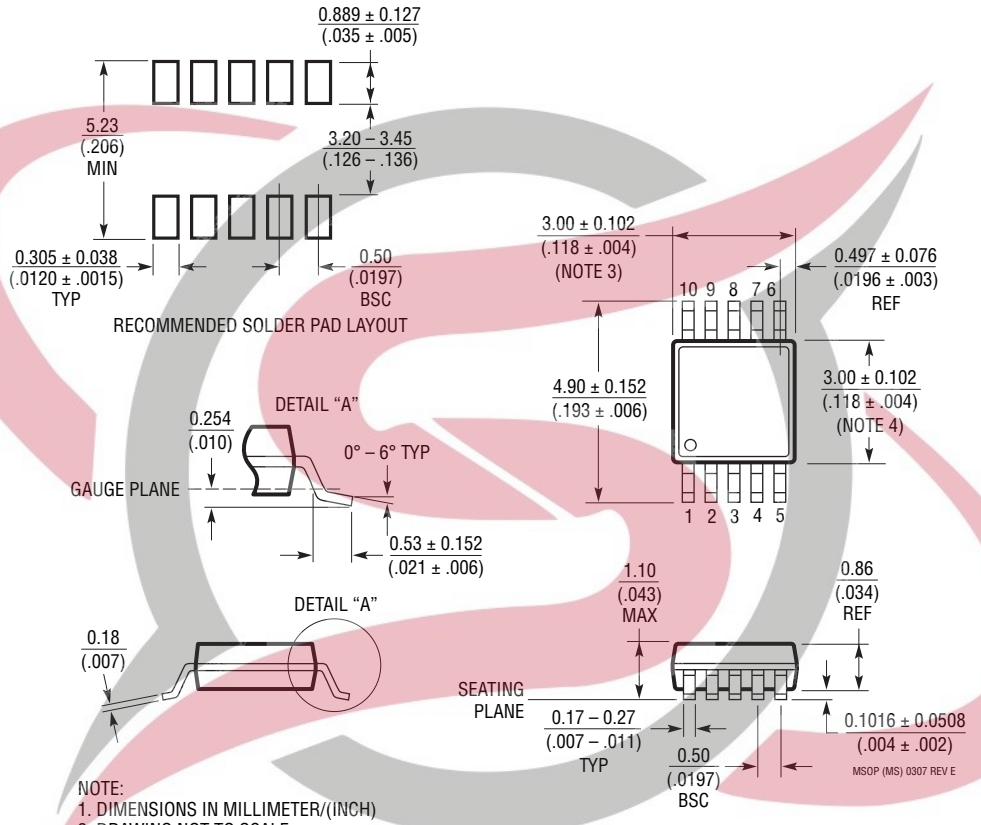 0.889 ± 0.127
(.035 ± .005)
5.23
(.206)
MIN
3.20 – 3.45
(.126 – .136)
0.305 ± 0.038
(.0120 ± .0015)
TYP
0.50
(.0197)
BSC
RECOMMENDED SOLDER PAD LAYOUT
3.00 ± 0.102
(.118 ± .004)
(NOTE 3)
0.497 ± 0.076
(.0196 ± .003)
REF
10 9 8 7 6
4.90 ± 0.152
(.193 ± .006)
3.00 ± 0.102
(.118 ± .004)
(NOTE 4)
1 2 3 4 5
DETAIL “A”
0.254
(.010)
0° – 6° TYP
GAUGE PLANE
0.53 ± 0.152
(.021 ± .006)
DETAIL “A”
0.18
(.007)
1.10
(.043)
MAX
0.86
(.034)
REF
SEATING
PLANE
0.17 – 0.27
(.007 – .011)
TYP
0.50
(.0197)
BSC
0.1016 ± 0.0508
(.004 ± .002)
MSOP (MS) 0307 REV E
NOTE:
1. DIMENSIONS IN MILLIMETER/(INCH)
2. DRAWING NOT TO SCALE